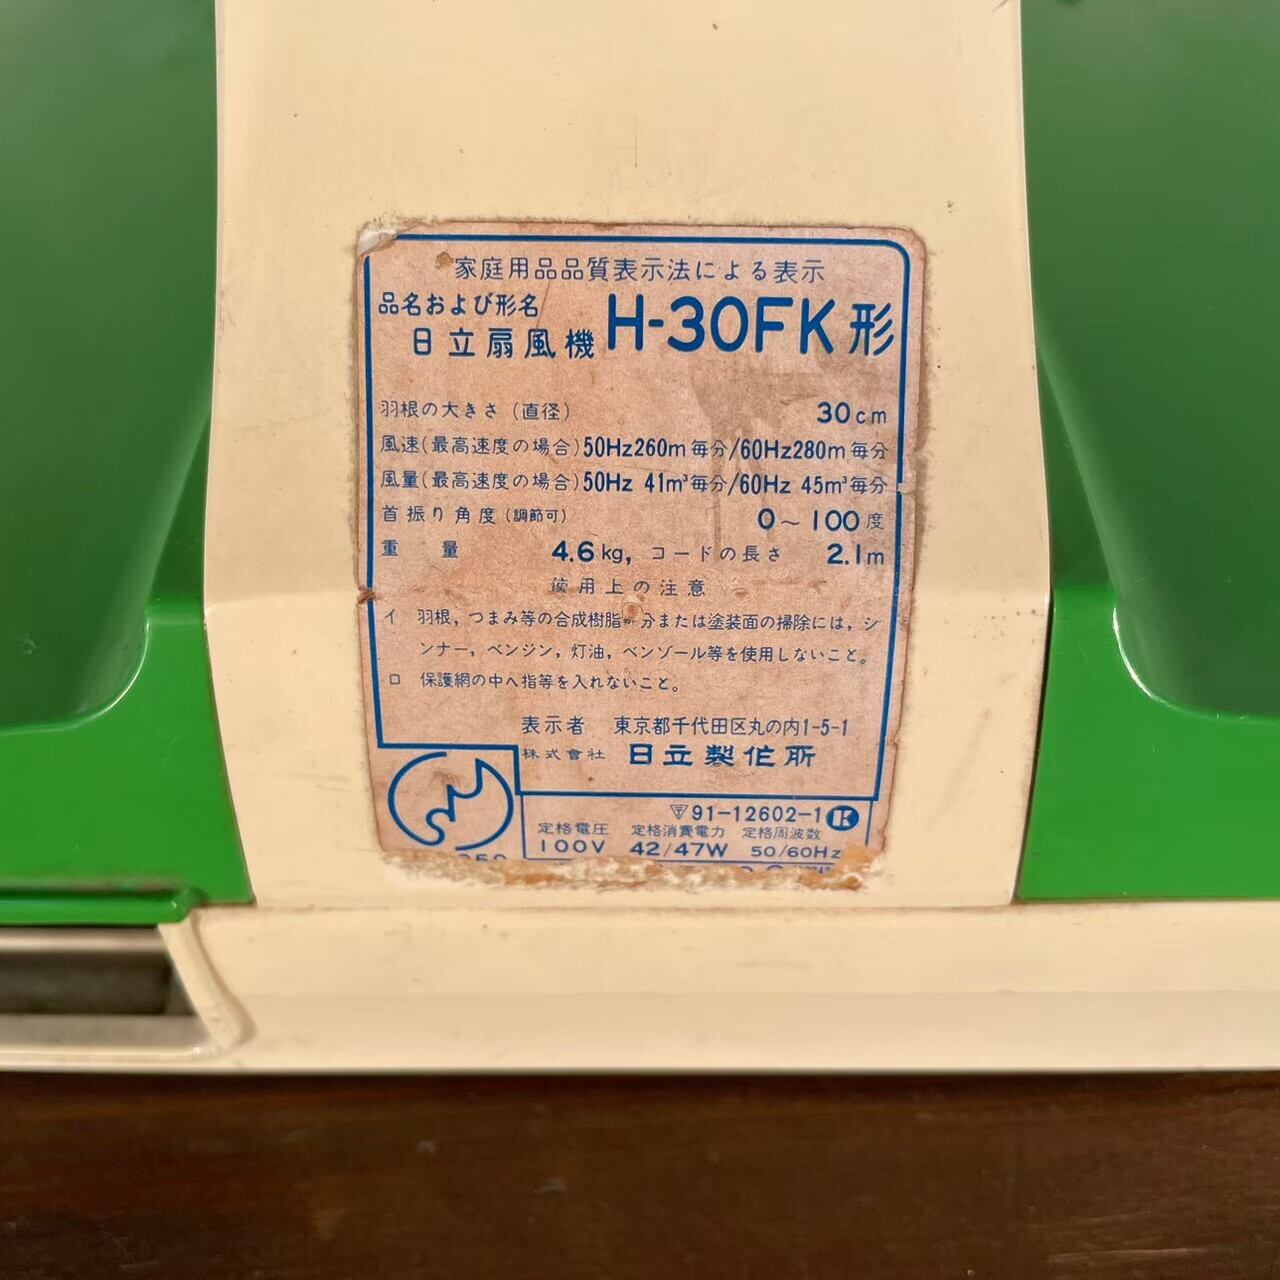 家庭用品品質表示法による表示
品名および形名
日立扇風機 H-30FK形
羽根の大きさ(直径) 30cm
風速(最高速度の場合)50Hz260m毎分/60Hz280m毎分
風量(最高速度の場合)50Hz 41m³毎分/60Hz 45m³毎分
首振り角度(調節可) 0～100度
重量 4.6kg, コードの長さ 2.1m
使用上の注意
イ 羽根, つまみ等の合成樹脂部分または塗装面の掃除には, シ
ンナー, ベンジン, 灯油, ベンゾール等を使用しないこと。
ロ 保護網の中へ指等を入れないこと。
表示者 東京都千代田区丸の内1-5-1
株式會社 日立製作所
▽91-12602-1
定格電圧 定格消費電力 定格周波数
100V 42/47W 50/60Hz